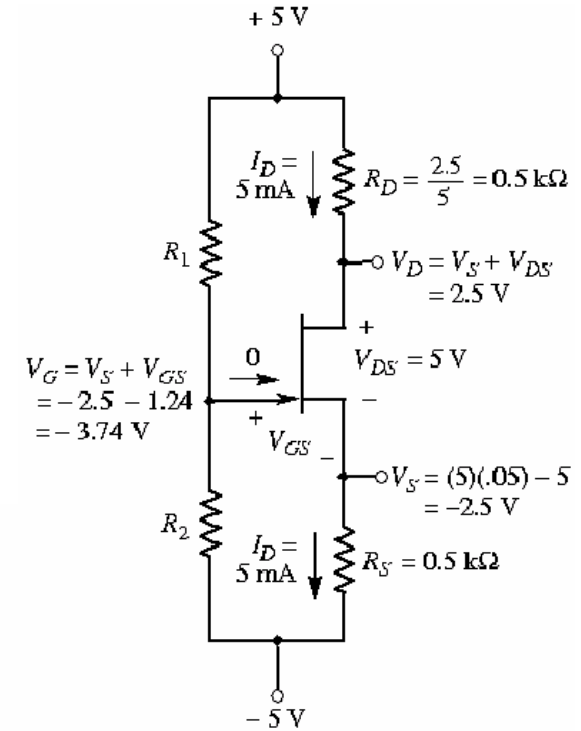 + 5 V
I_D =
5 mA
R_D = 2.5/5 = 0.5 kΩ
R_1
V_D = V_S + V_DS
= 2.5 V
+
0
V_DS = 5 V
V_G = V_S + V_GS
= – 2.5 – 1.24
= – 3.74 V
–
+
V_GS –
V_S = (5)(.05) – 5
= –2.5 V
R_2
I_D =
5 mA
R_S = 0.5 kΩ
– 5 V